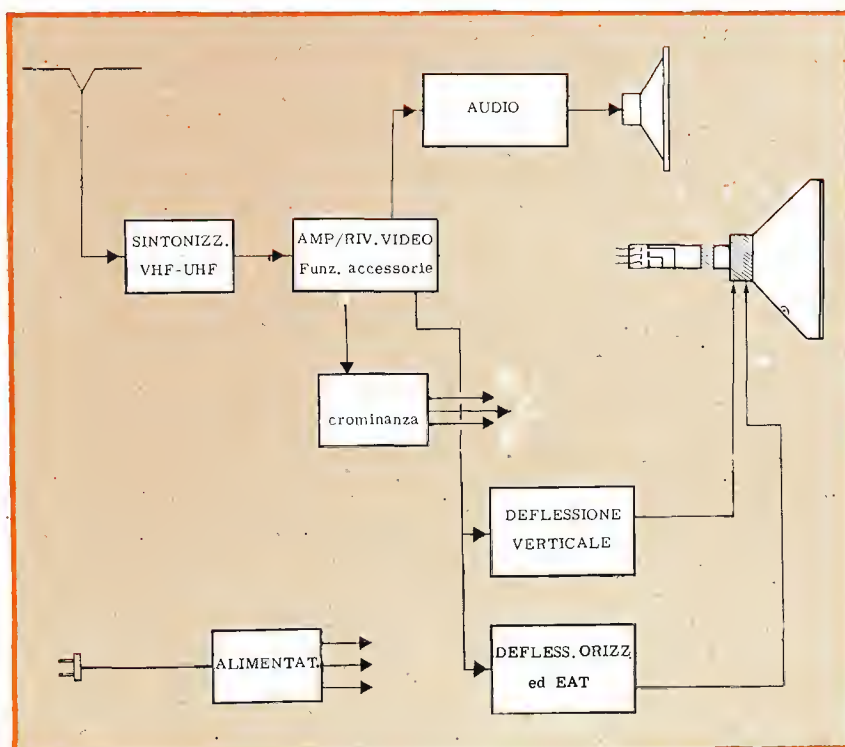 AUDIO
SINTONIZZ.
VHF-UHF
AMP/RIV. VIDEO
Funz. accessorie
crominanza
DEFLESSIONE
VERTICALE
ALIMENTAT.
DEFLESS. ORIZZ.
ed EAT